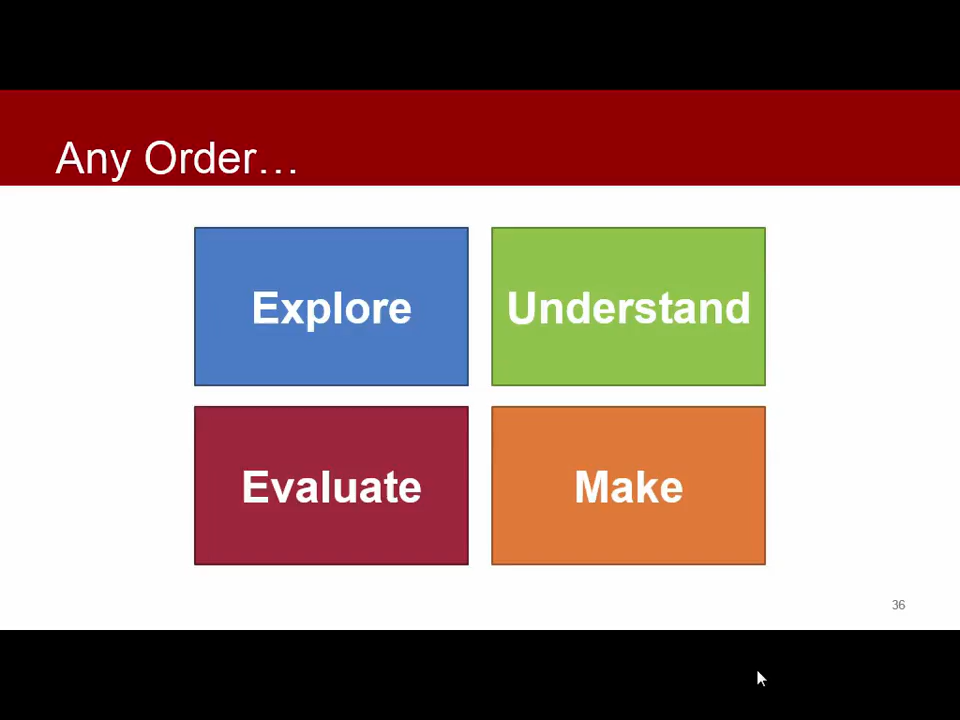 Any Order…
Explore
Understand
Evaluate
Make
36